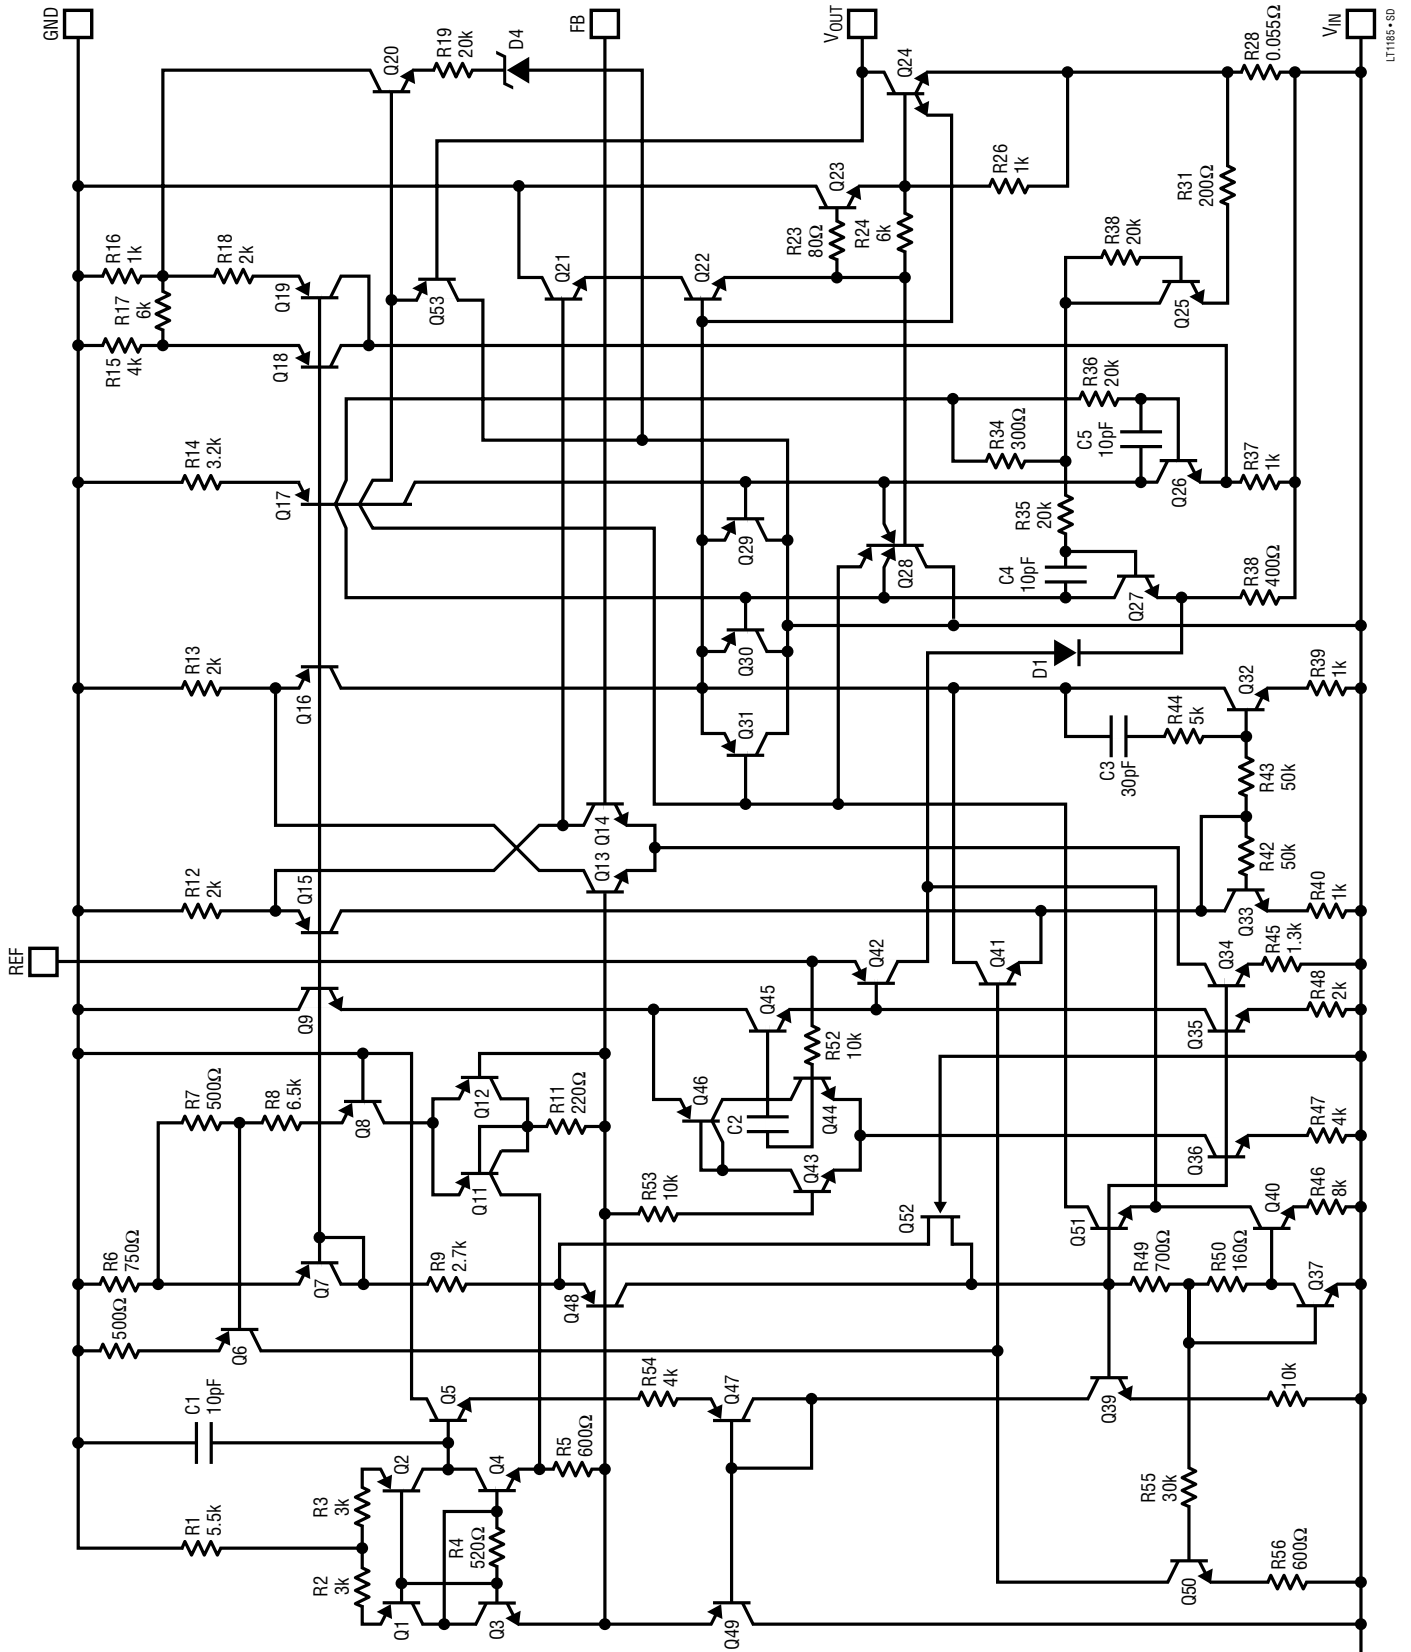 GND
FB
VOUT
VIN
LT1185 • SD
REF
Q20
R19
20k
D4
Q24
R28
0.055Ω
R16
1k
R17
6k
R15
4k
R18
2k
Q19
Q18
Q53
Q21
Q22
R23
80Ω
Q23
R24
6k
R26
1k
R31
200Ω
R38
20k
Q25
R14
3.2k
Q17
R34
300Ω
R36
20k
C5
10pF
Q26
R37
1k
R35
20k
Q29
Q28
C4
10pF
Q27
R38
400Ω
Q30
D1
R13
2k
Q16
Q31
C3
30pF
R44
5k
Q32
R39
1k
R43
50k
Q14
Q13
R42
50k
R12
2k
Q15
Q33
R40
1k
Q42
Q41
Q34
R45
1.3k
Q9
Q45
Q35
R48
2k
R52
10k
R7
500Ω
R8
6.5k
Q8
Q12
R11
220Ω
Q46
C2
Q44
Q43
Q36
R47
4k
Q11
R53
10k
Q52
Q51
Q40
R46
8k
R6
750Ω
Q7
R9
2.7k
Q48
R49
700Ω
R50
160Ω
Q37
500Ω
Q6
C1
10pF
Q5
R54
4k
Q47
Q39
10k
Q2
Q4
R5
600Ω
R3
3k
R1
5.5k
R2
3k
R4
520Ω
R55
30k
Q1
Q3
Q49
Q50
R56
600Ω